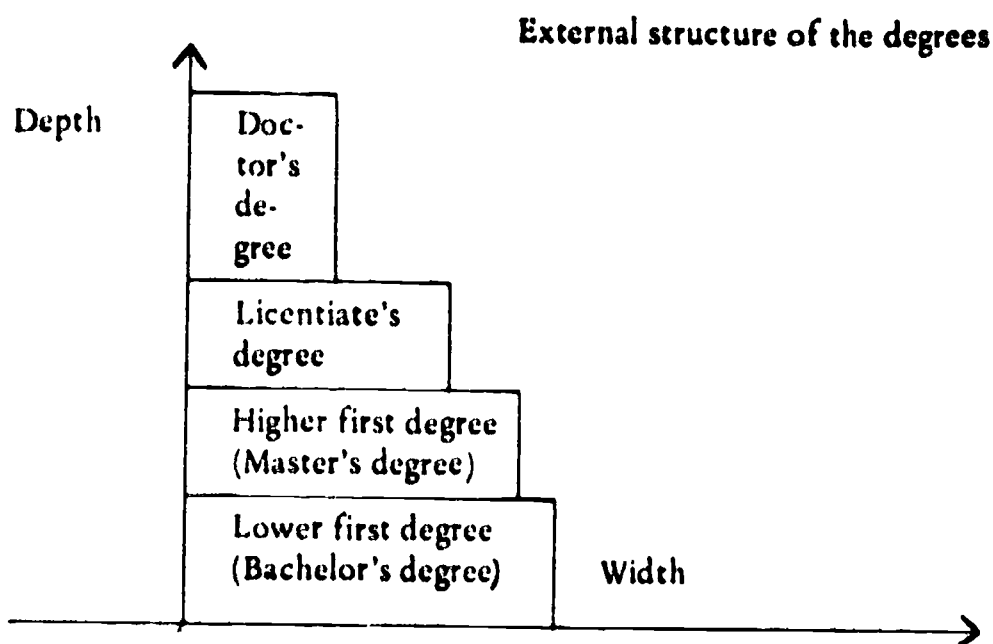 External structure of the degrees
Depth
Doc-
tor's
de-
gree
Licentiate's
degree
Higher first degree
(Master's degree)
Lower first degree
(Bachelor's degree)
Width